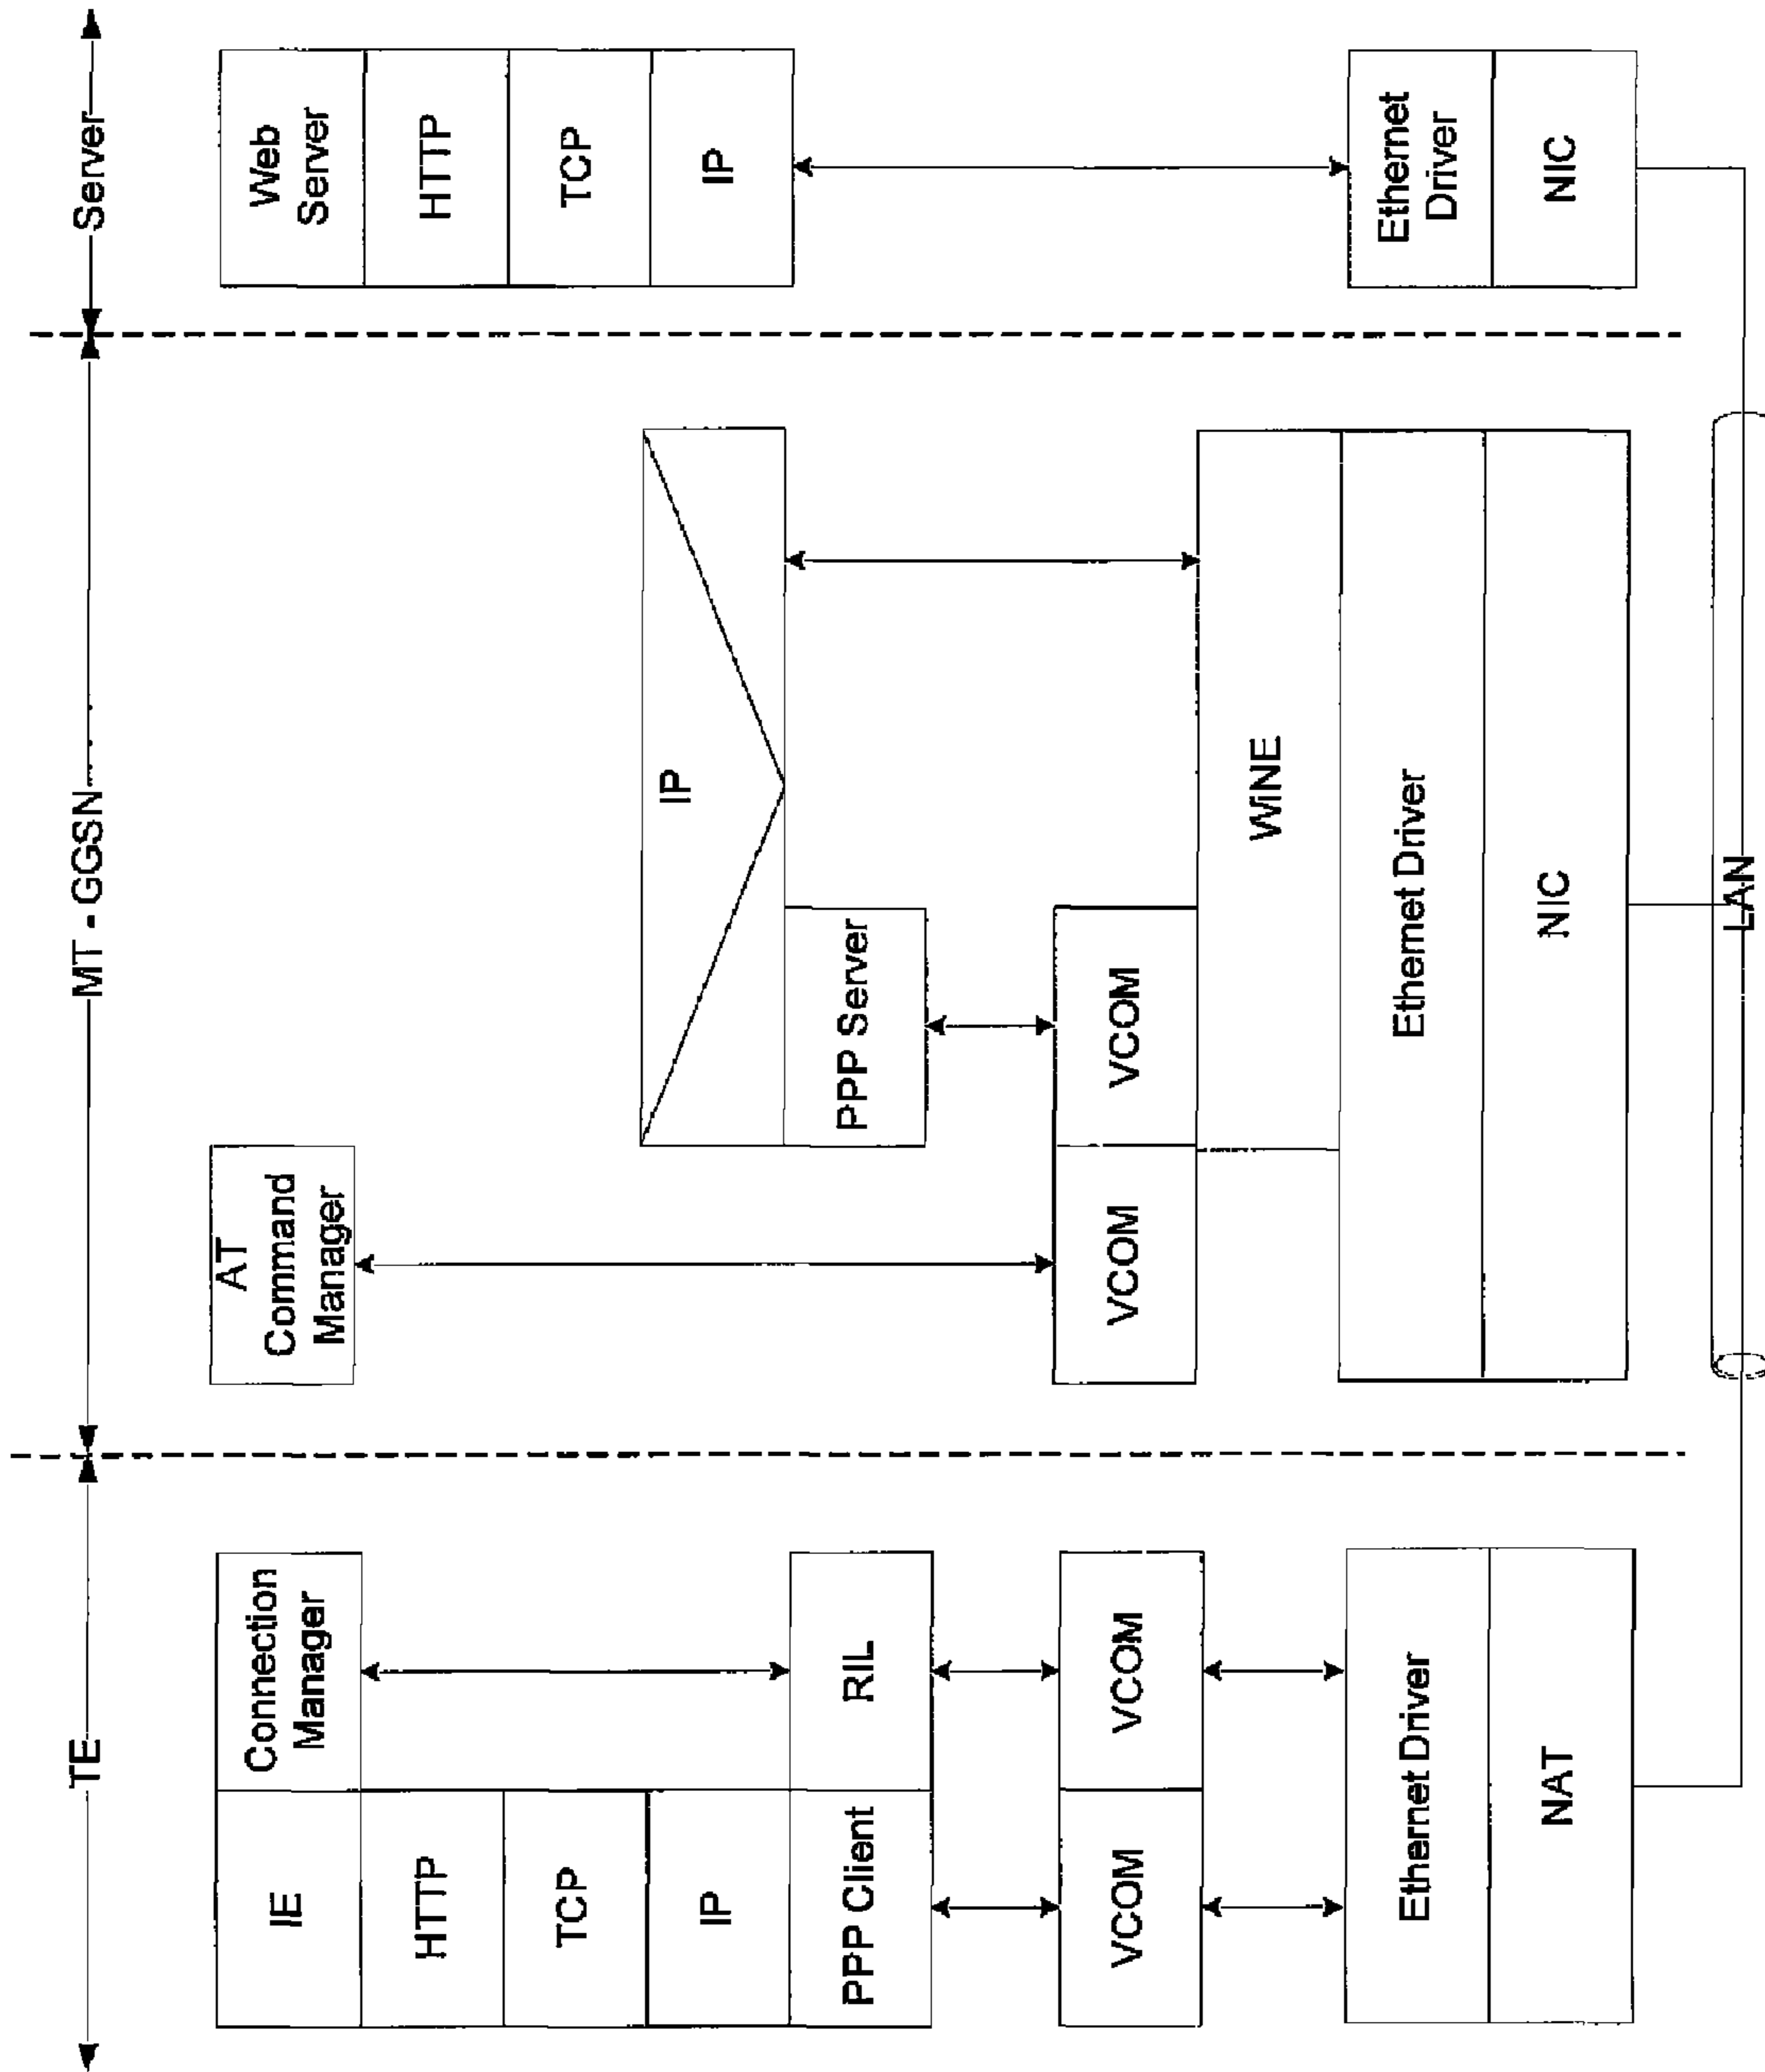 TE
MT - GGSN
Server
IE
HTTP
TCP
IP
PPP Client
Connection
Manager
RIL
VCOM
VCOM
Ethernet Driver
NAT
AT
Command
Manager
IP
PPP Server
VCOM
VCOM
WiNE
Ethernet Driver
NIC
LAN
Web
Server
HTTP
TCP
IP
Ethernet
Driver
NIC